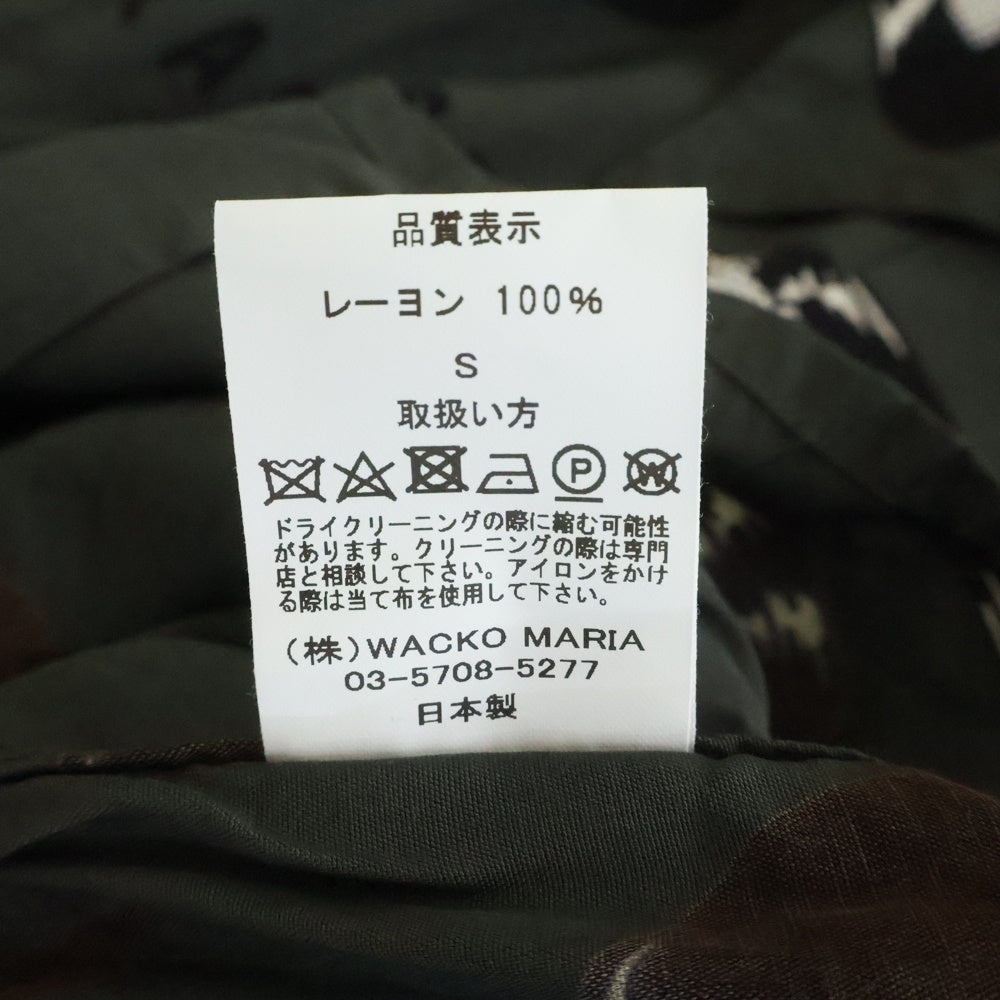 品質表示
レーヨン 100%
S
取扱い方
P W
ドライクリーニングの際に縮む可能性
があります。クリーニングの際は専門
店と相談して下さい。アイロンをかけ
る際は当て布を使用して下さい。
(株)WACKO MARIA
03-5708-5277
日本製